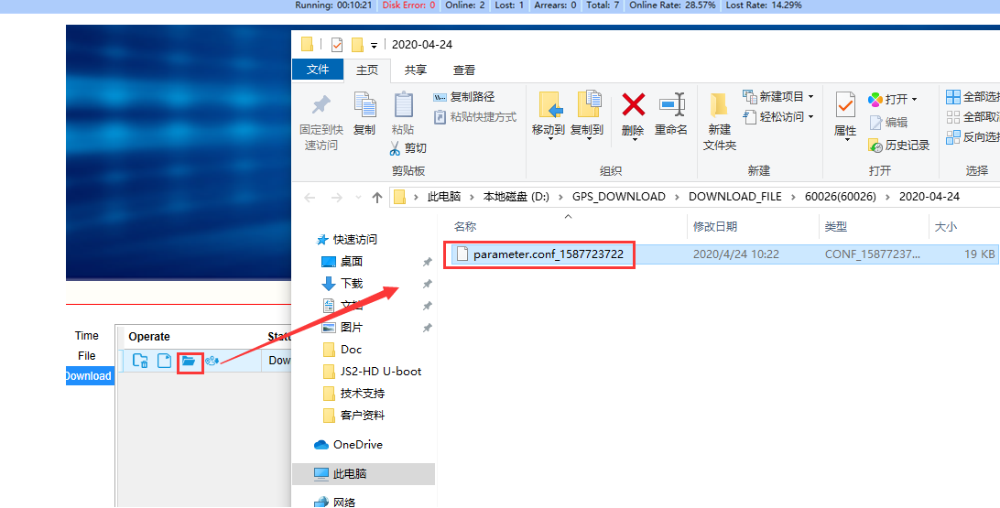 Running: 00:10:21 Disk Error: 0 Online: 2 Lost: 1 Arrears: 0 Total: 7 Online Rate: 28.57% Lost Rate: 14.29%
2020-04-24
文件 主页 共享 查看
固定到快速访问
复制
粘贴
复制路径
粘贴快捷方式
剪切
剪贴板
移动到
复制到
删除
重命名
组织
新建文件夹
新建项目
轻松访问
新建
属性
打开
编辑
历史记录
打开
全部选
全部取
反向选
选择
此电脑 > 本地磁盘 (D:) > GPS_DOWNLOAD > DOWNLOAD_FILE > 60026(60026) > 2020-04-24
名称 修改日期 类型 大小
parameter.conf_1587723722 2020/4/24 10:22 CONF_15877237... 19 KB
快速访问
桌面
下载
文档
图片
Doc
JS2-HD U-boot
技术支持
客户资料
OneDrive
此电脑
网络
Time
File
Download
Operate Stat
Dow